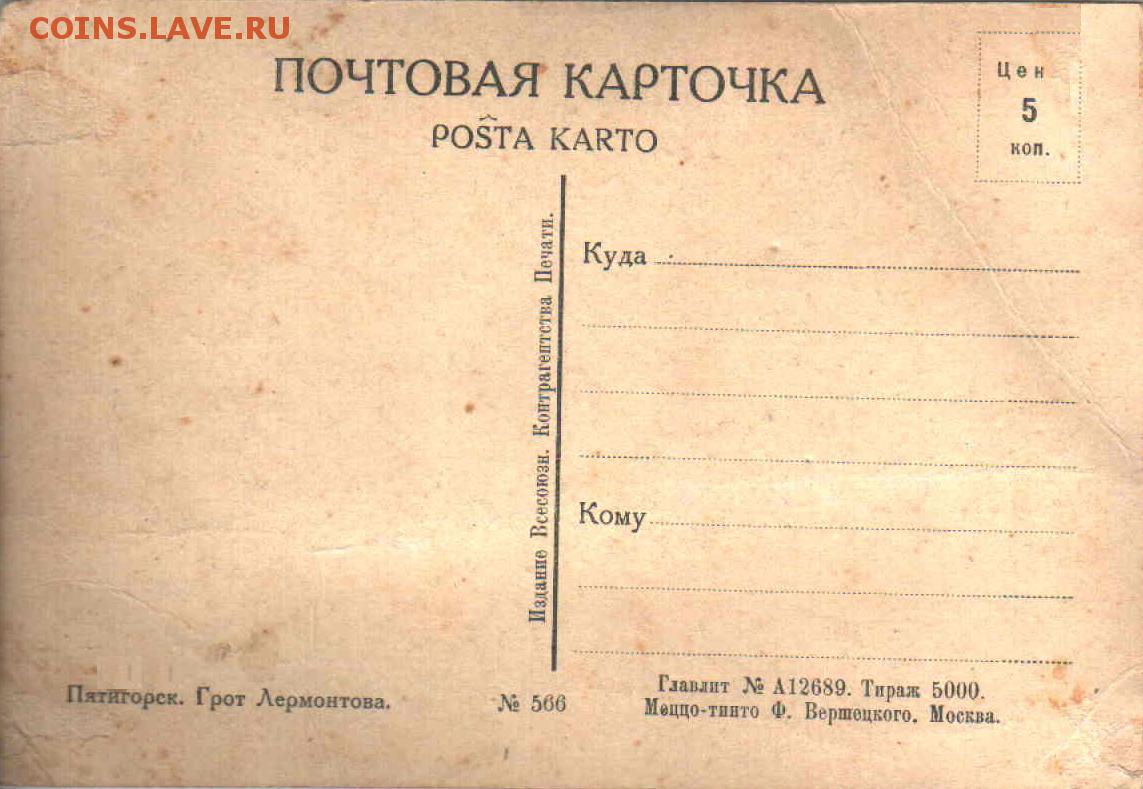 COINS.LAVE.RU
ПОЧТОВАЯ КАРТОЧКА
POŜTA KARTO
Цен
5
коп.
Издание Всесоюзн. Контрагентства Печати.
Куда
Кому
Пятигорск. Грот Лермонтова.
№ 566
Главлит № А12689. Тираж 5000.
Меццо-тинто Ф. Вершецкого. Москва.